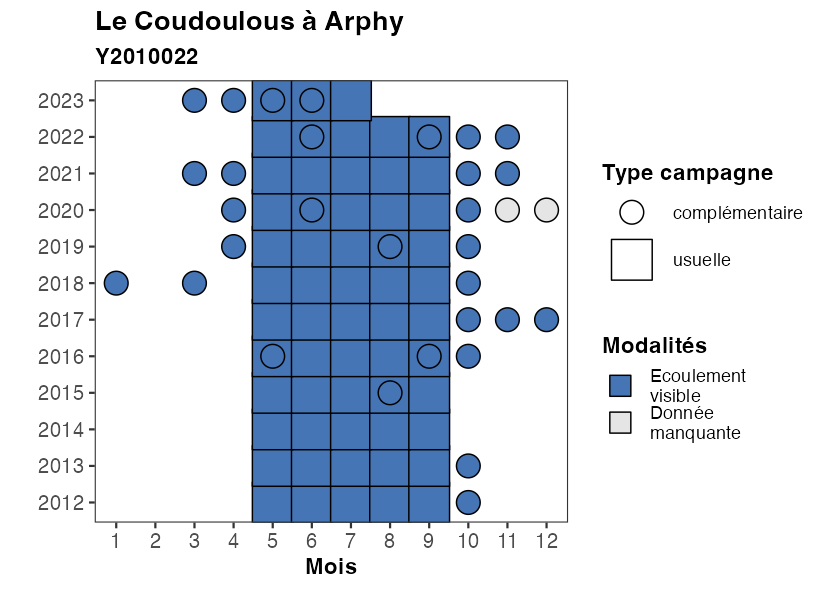 Le Coudoulous à Arphy
Y2010022
2023
2022
2021
2020
2019
2018
2017
2016
2015
2014
2013
2012
1 2 3 4 5 6 7 8 9 10 11 12
Mois
Type campagne
complémentaire
usuelle
Modalités
Ecoulement
visible
Donnée
manquante